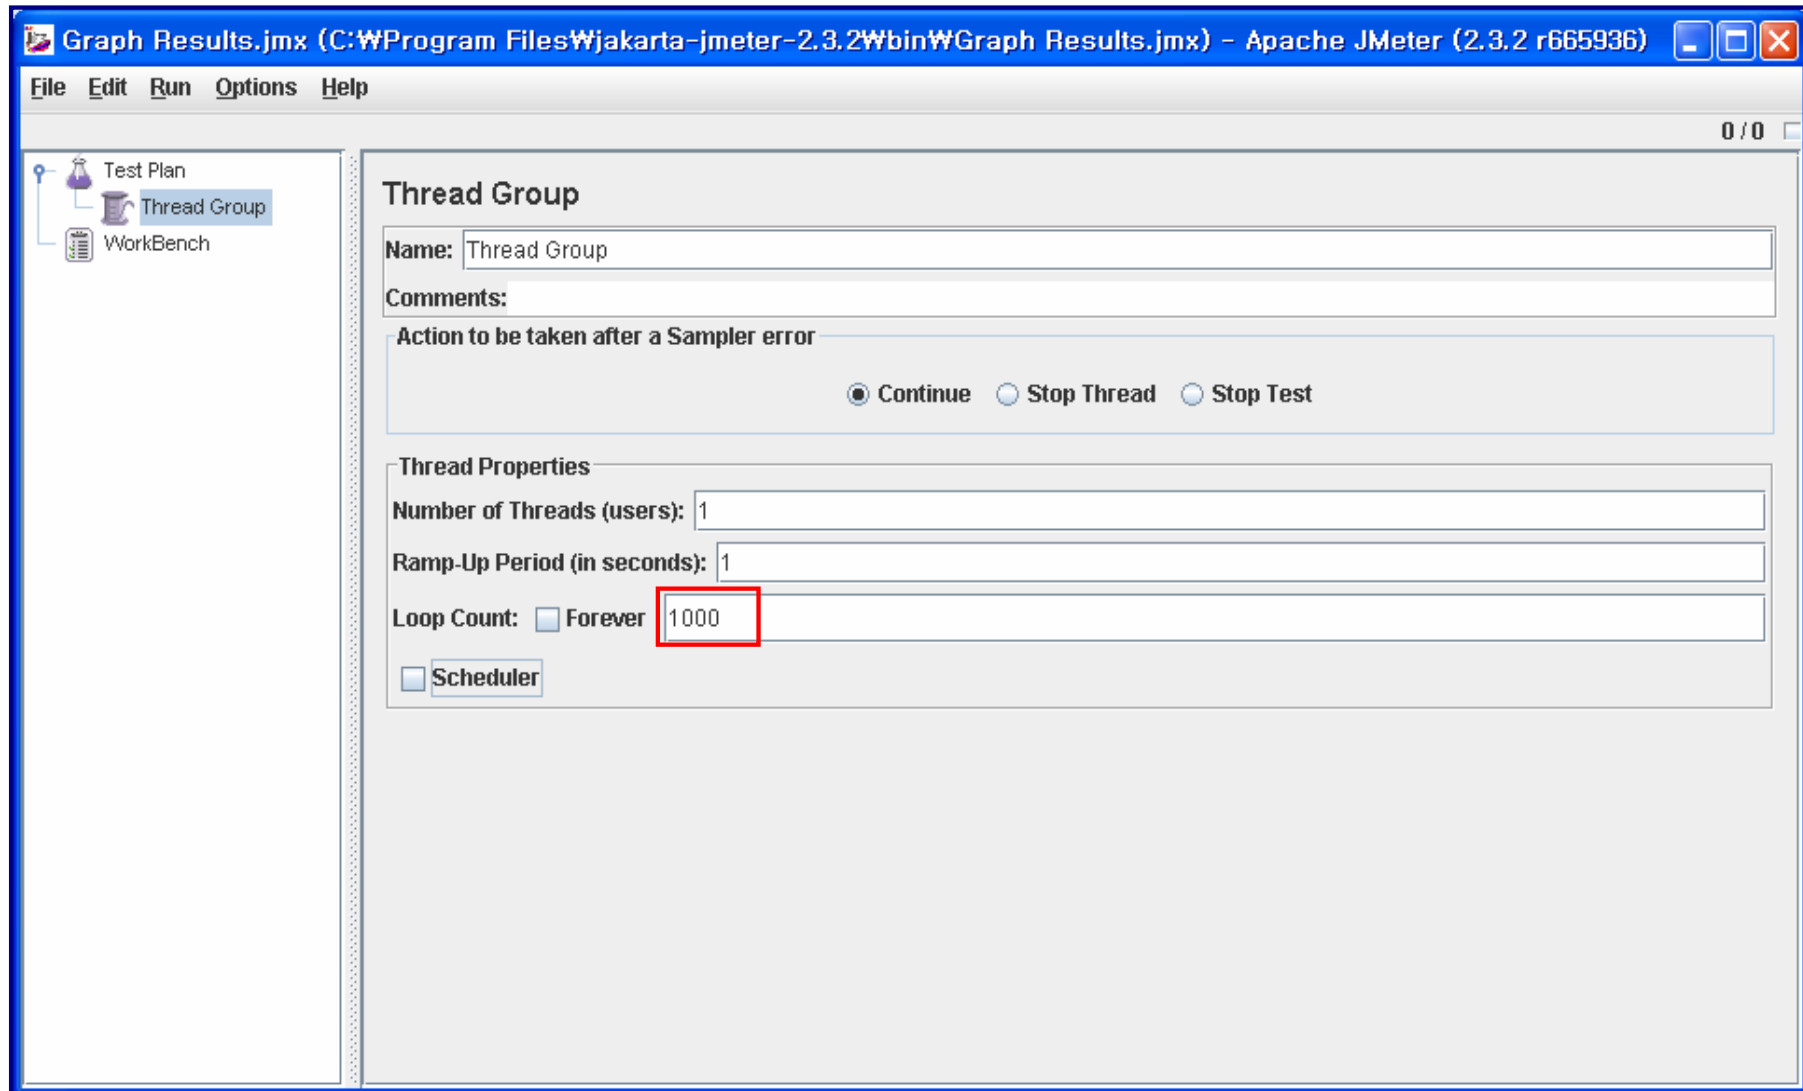 Graph Results.jmx (C:₩Program Files₩jakarta-jmeter-2.3.2₩bin₩Graph Results.jmx) - Apache JMeter (2.3.2 r665936)
File Edit Run Options Help
0 / 0
Test Plan
Thread Group
WorkBench
Thread Group
Name: Thread Group
Comments:
Action to be taken after a Sampler error
Continue Stop Thread Stop Test
Thread Properties
Number of Threads (users): 1
Ramp-Up Period (in seconds): 1
Loop Count: Forever 1000
Scheduler